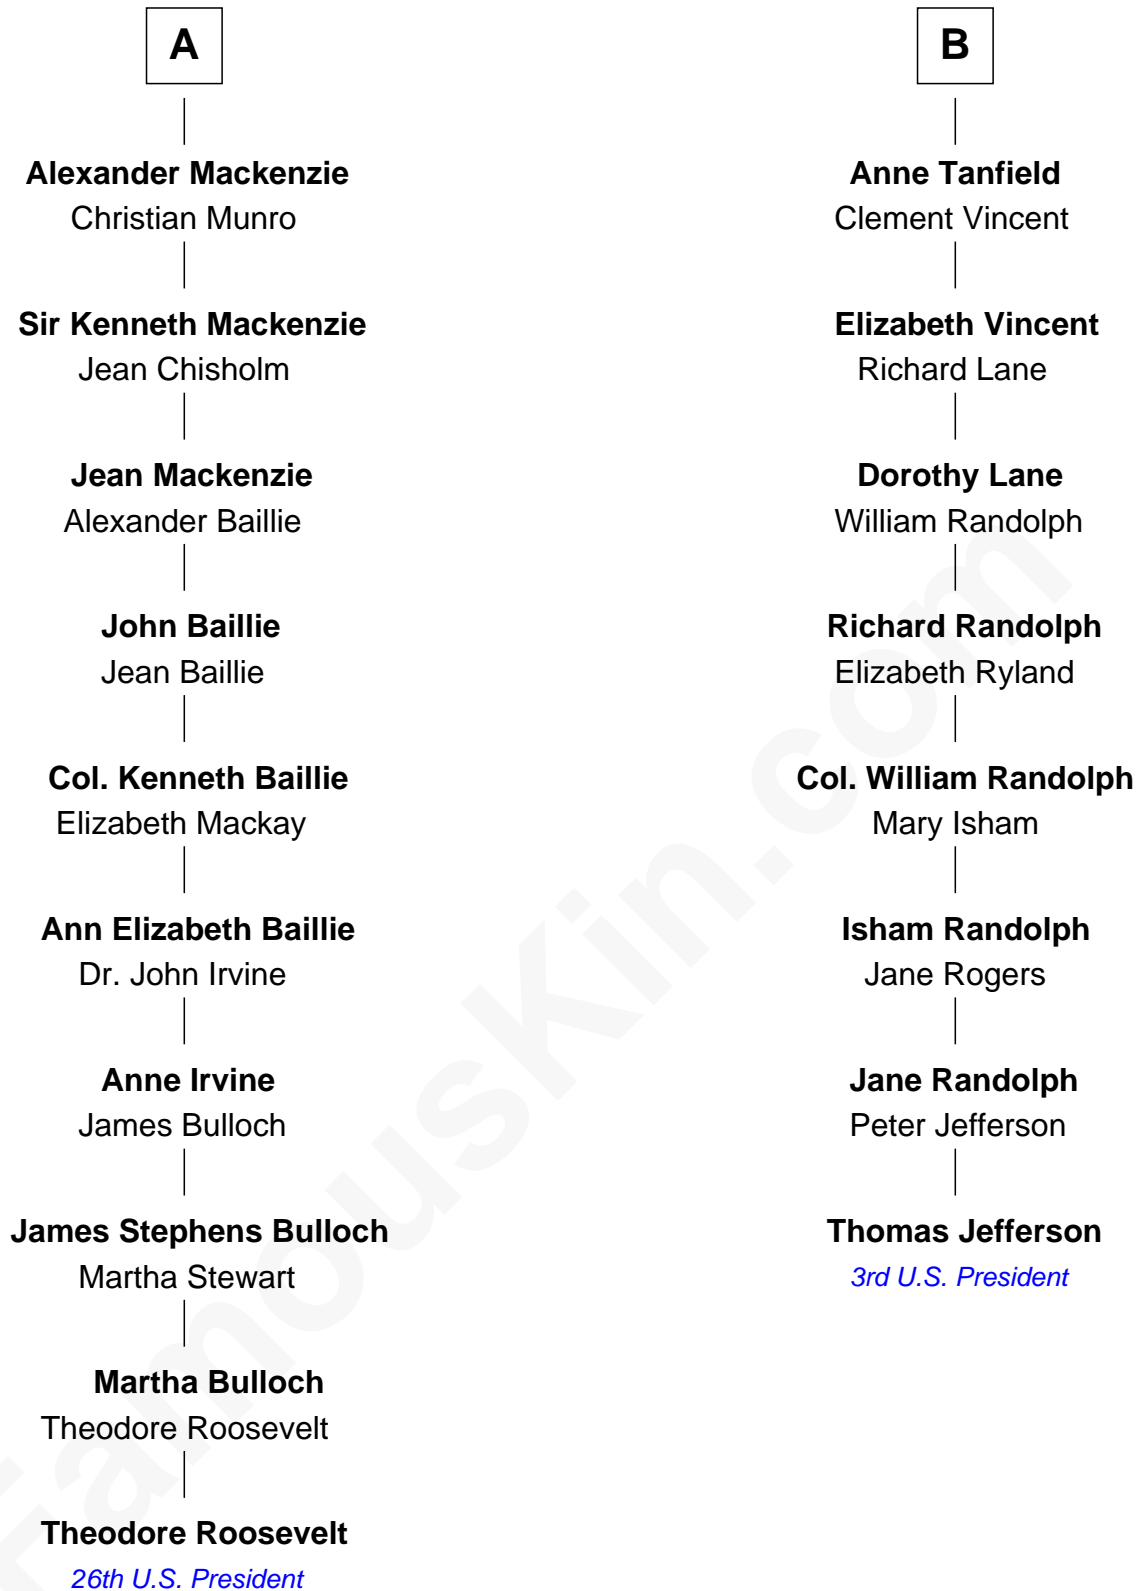 A
Alexander Mackenzie
Christian Munro
Sir Kenneth Mackenzie
Jean Chisholm
Jean Mackenzie
Alexander Baillie
John Baillie
Jean Baillie
Col. Kenneth Baillie
Elizabeth Mackay
Ann Elizabeth Baillie
Dr. John Irvine
Anne Irvine
James Bulloch
James Stephens Bulloch
Martha Stewart
Martha Bulloch
Theodore Roosevelt
Theodore Roosevelt
26th U.S. President
B
Anne Tanfield
Clement Vincent
Elizabeth Vincent
Richard Lane
Dorothy Lane
William Randolph
Richard Randolph
Elizabeth Ryland
Col. William Randolph
Mary Isham
Isham Randolph
Jane Rogers
Jane Randolph
Peter Jefferson
Thomas Jefferson
3rd U.S. President
FamousKin.com